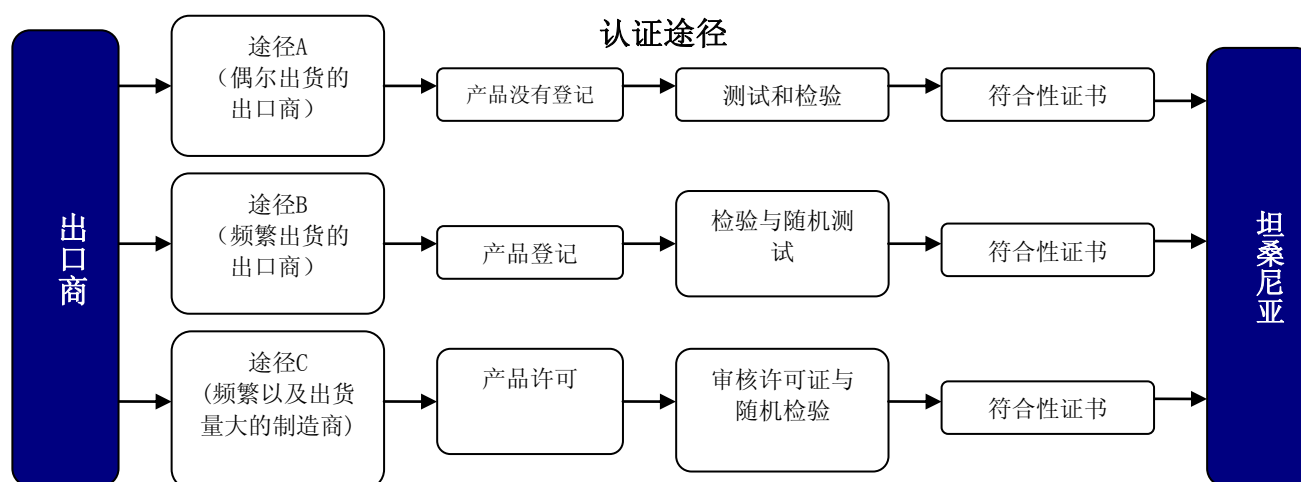 认证途径
出口商
途径A
（偶尔出货的
出口商）
产品没有登记
测试和检验
符合性证书
途径B
（频繁出货的
出口商）
产品登记
检验与随机测
试
符合性证书
途径C
(频繁以及出货
量大的制造商)
产品许可
审核许可证与
随机检验
符合性证书
坦桑尼亚